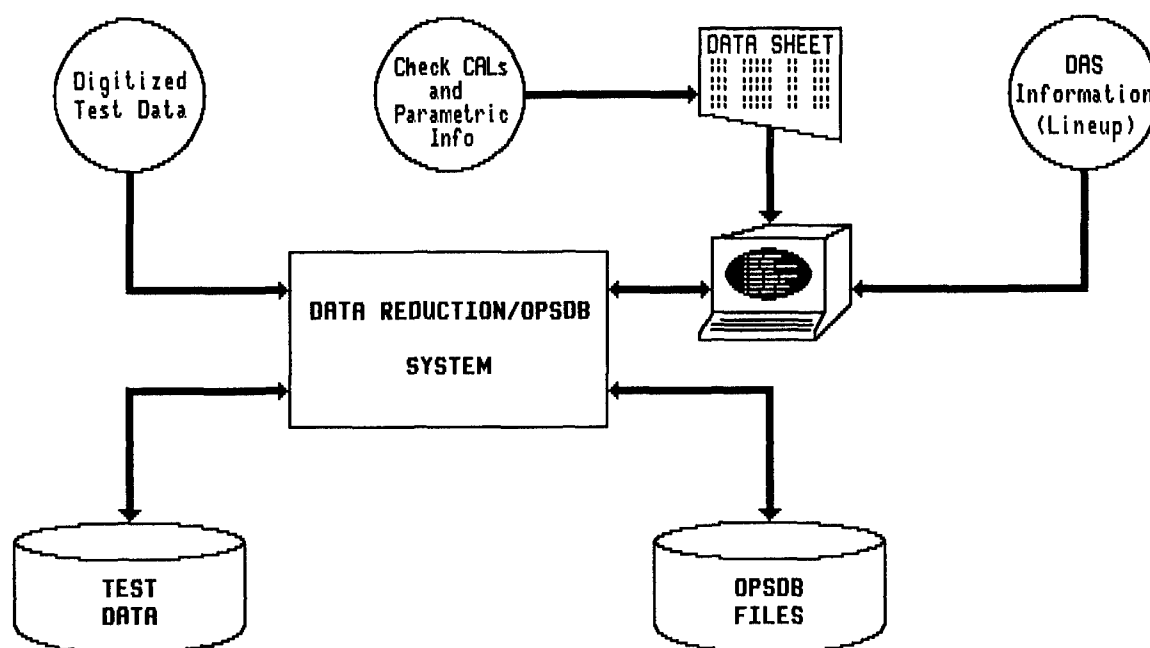 Digitized
Test Data
Check CALs
and
Parametric
Info
DATA SHEET
DAS
Information
(Lineup)
DATA REDUCTION/OPSDB
SYSTEM
TEST
DATA
OPSDB
FILES